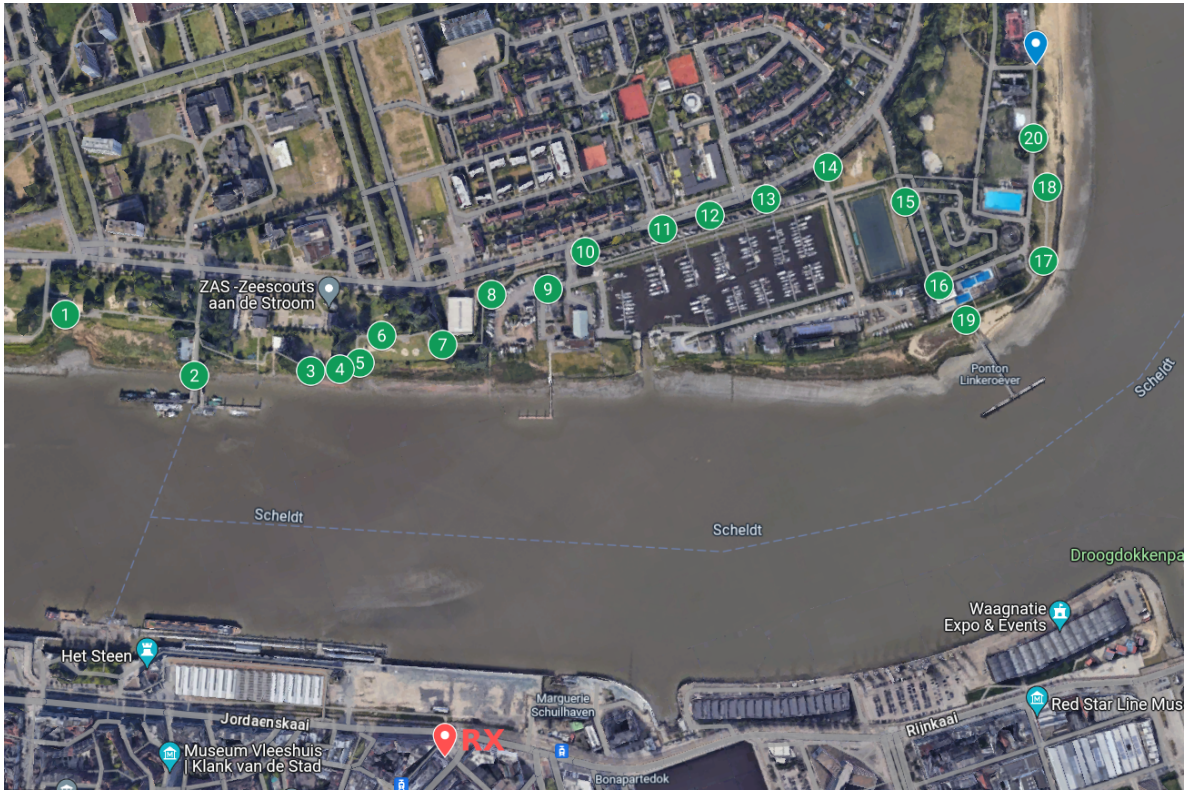 20
14
18
13
15
12
11
10
17
ZAS -Zeescouts
aan de Stroom
16
8
9
1
19
6
7
5
4
3
2
Ponton
Linkeroever
Scheldt
Scheldt
Scheldt
Droogdokkenpa
Waagnatie
Expo & Events
Het Steen
Marguerie
Schuilhaven
Red Star Line Mus
Jordaenskaai
Rijnkaai
RX
Museum Vleeshuis
| Klank van de Stad
Bonapartedok